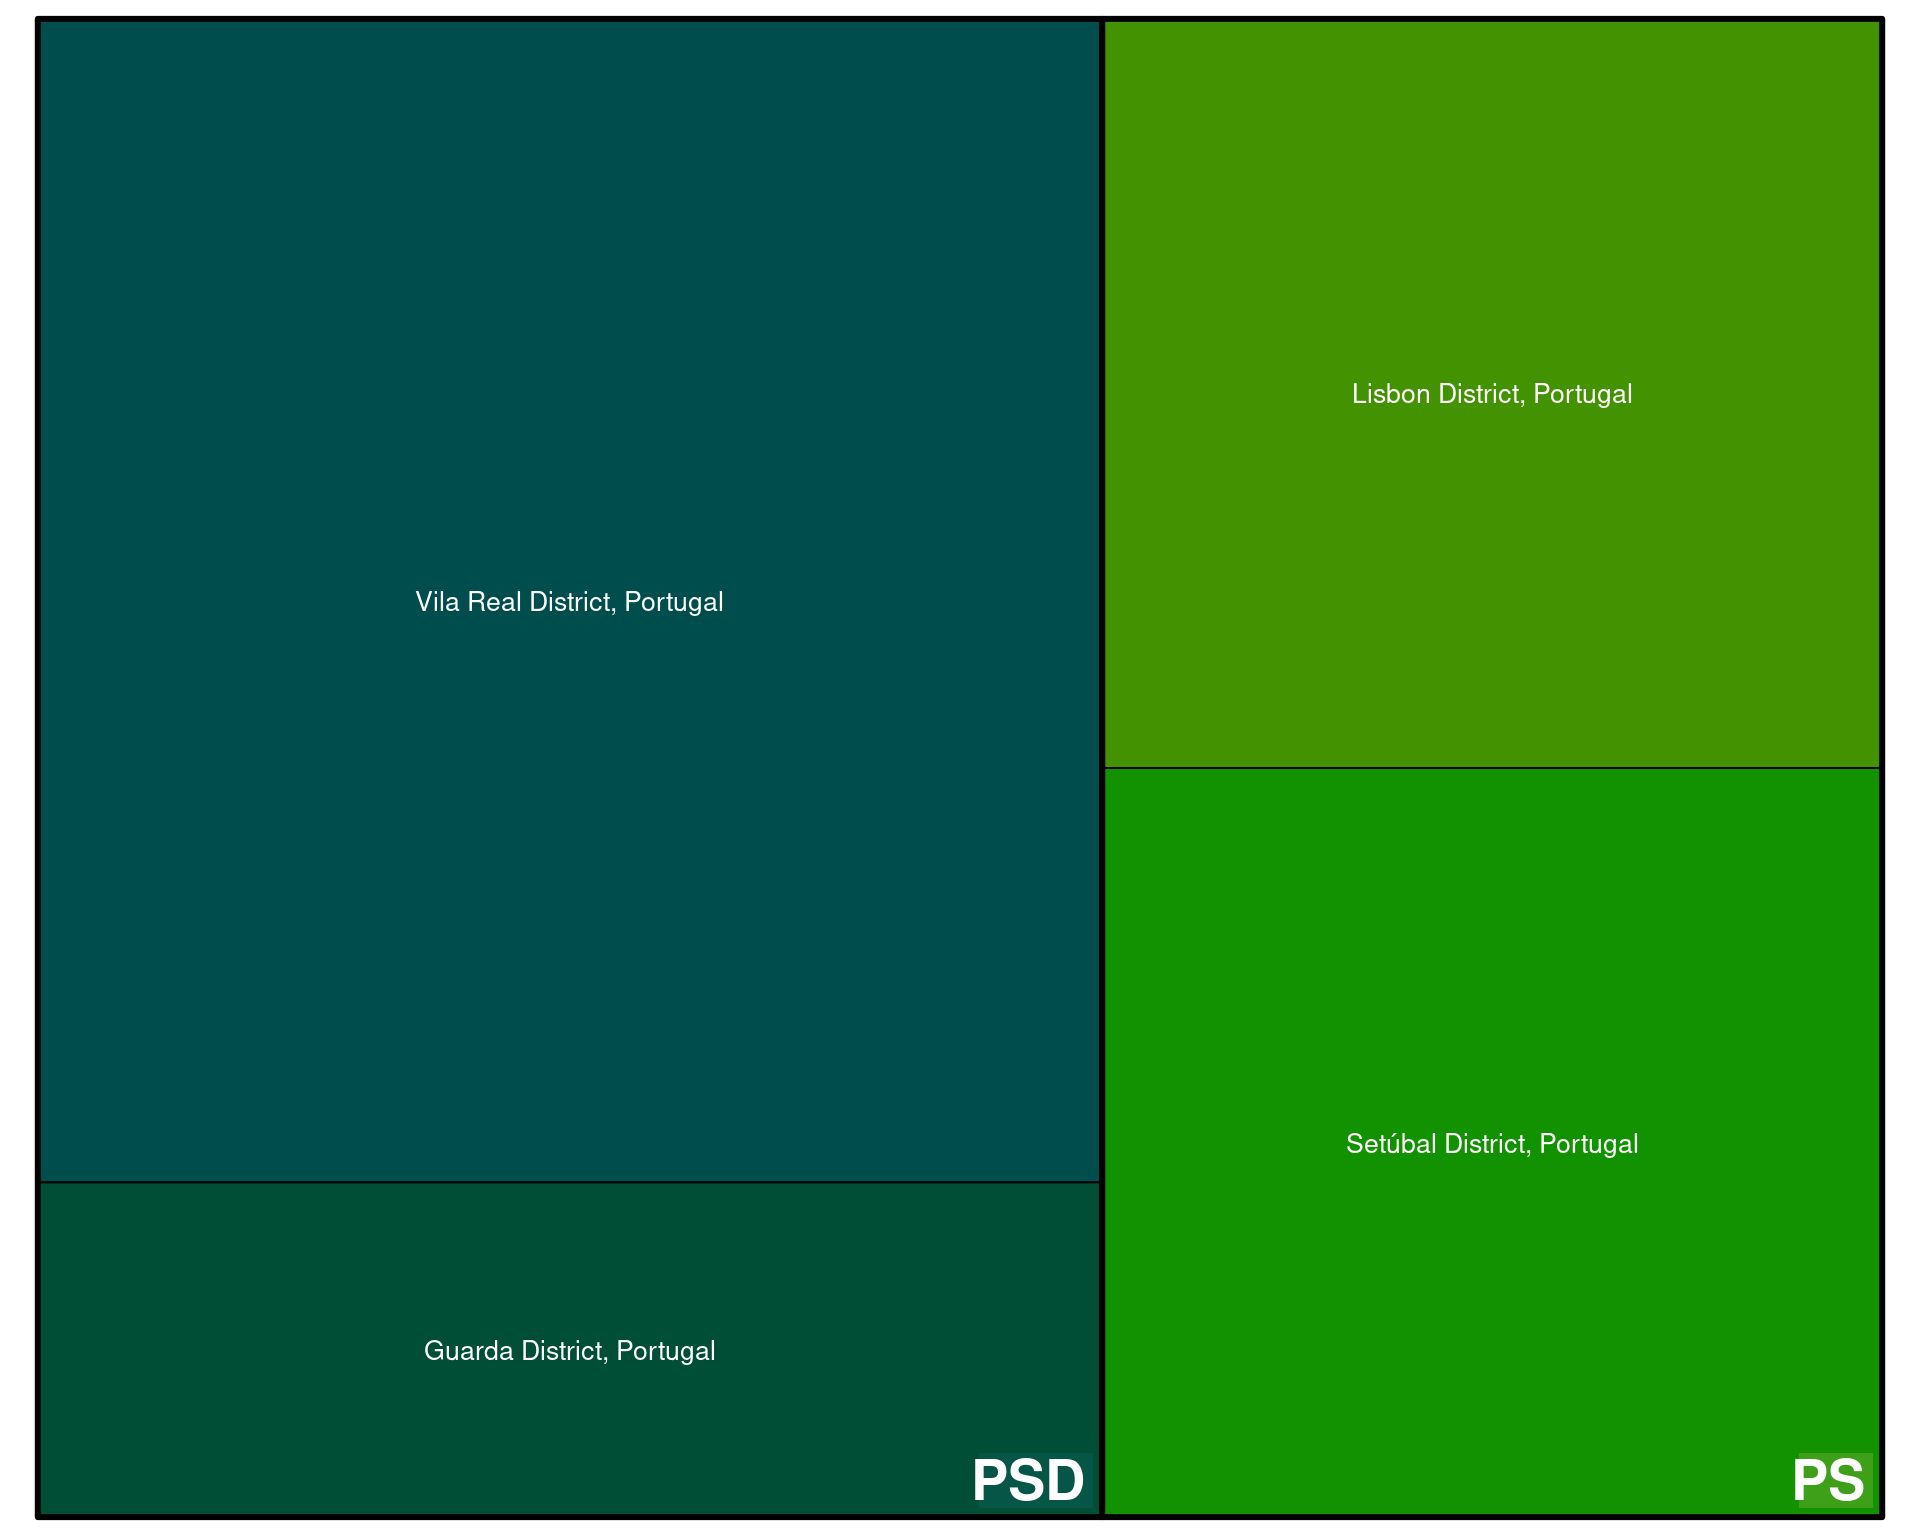 Vila Real District, Portugal
Guarda District, Portugal
PSD
Lisbon District, Portugal
Setúbal District, Portugal
PS